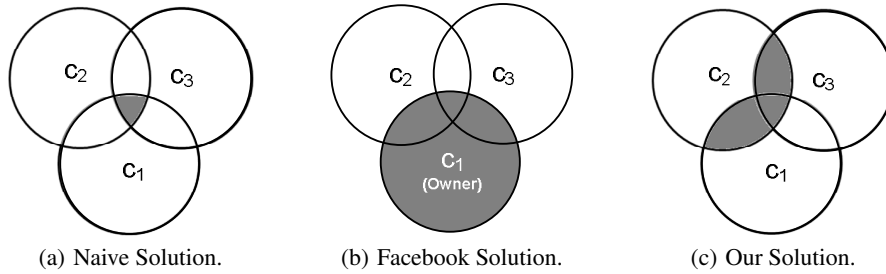 c₂ c₃ c₂ c₃ c₂ c₃
c₁ c₁ c₁
(Owner)
(a) Naive Solution. (b) Facebook Solution. (c) Our Solution.